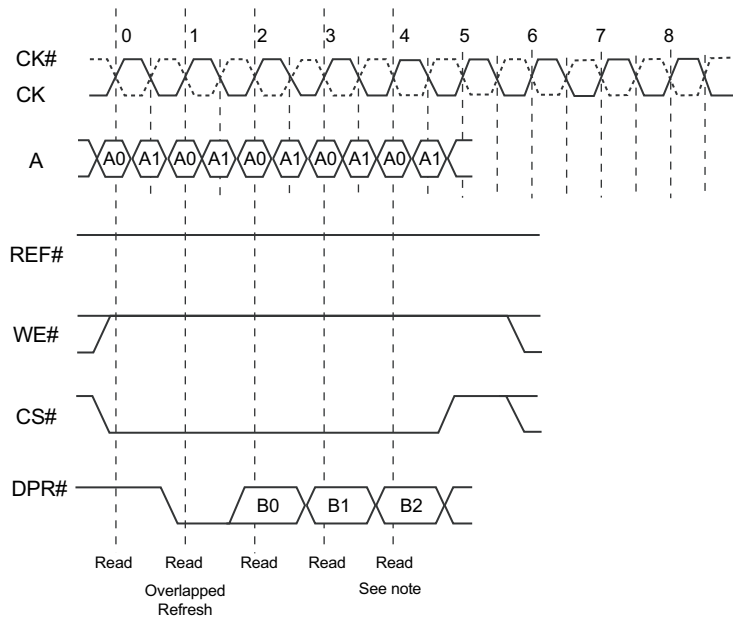 0 1 2 3 4 5 6 7 8
CK#
CK
A
A0 A1 A0 A1 A0 A1 A0 A1 A0 A1
REF#
WE#
CS#
DPR#
B0 B1 B2
Read Read Read Read Read
Overlapped See note
Refresh